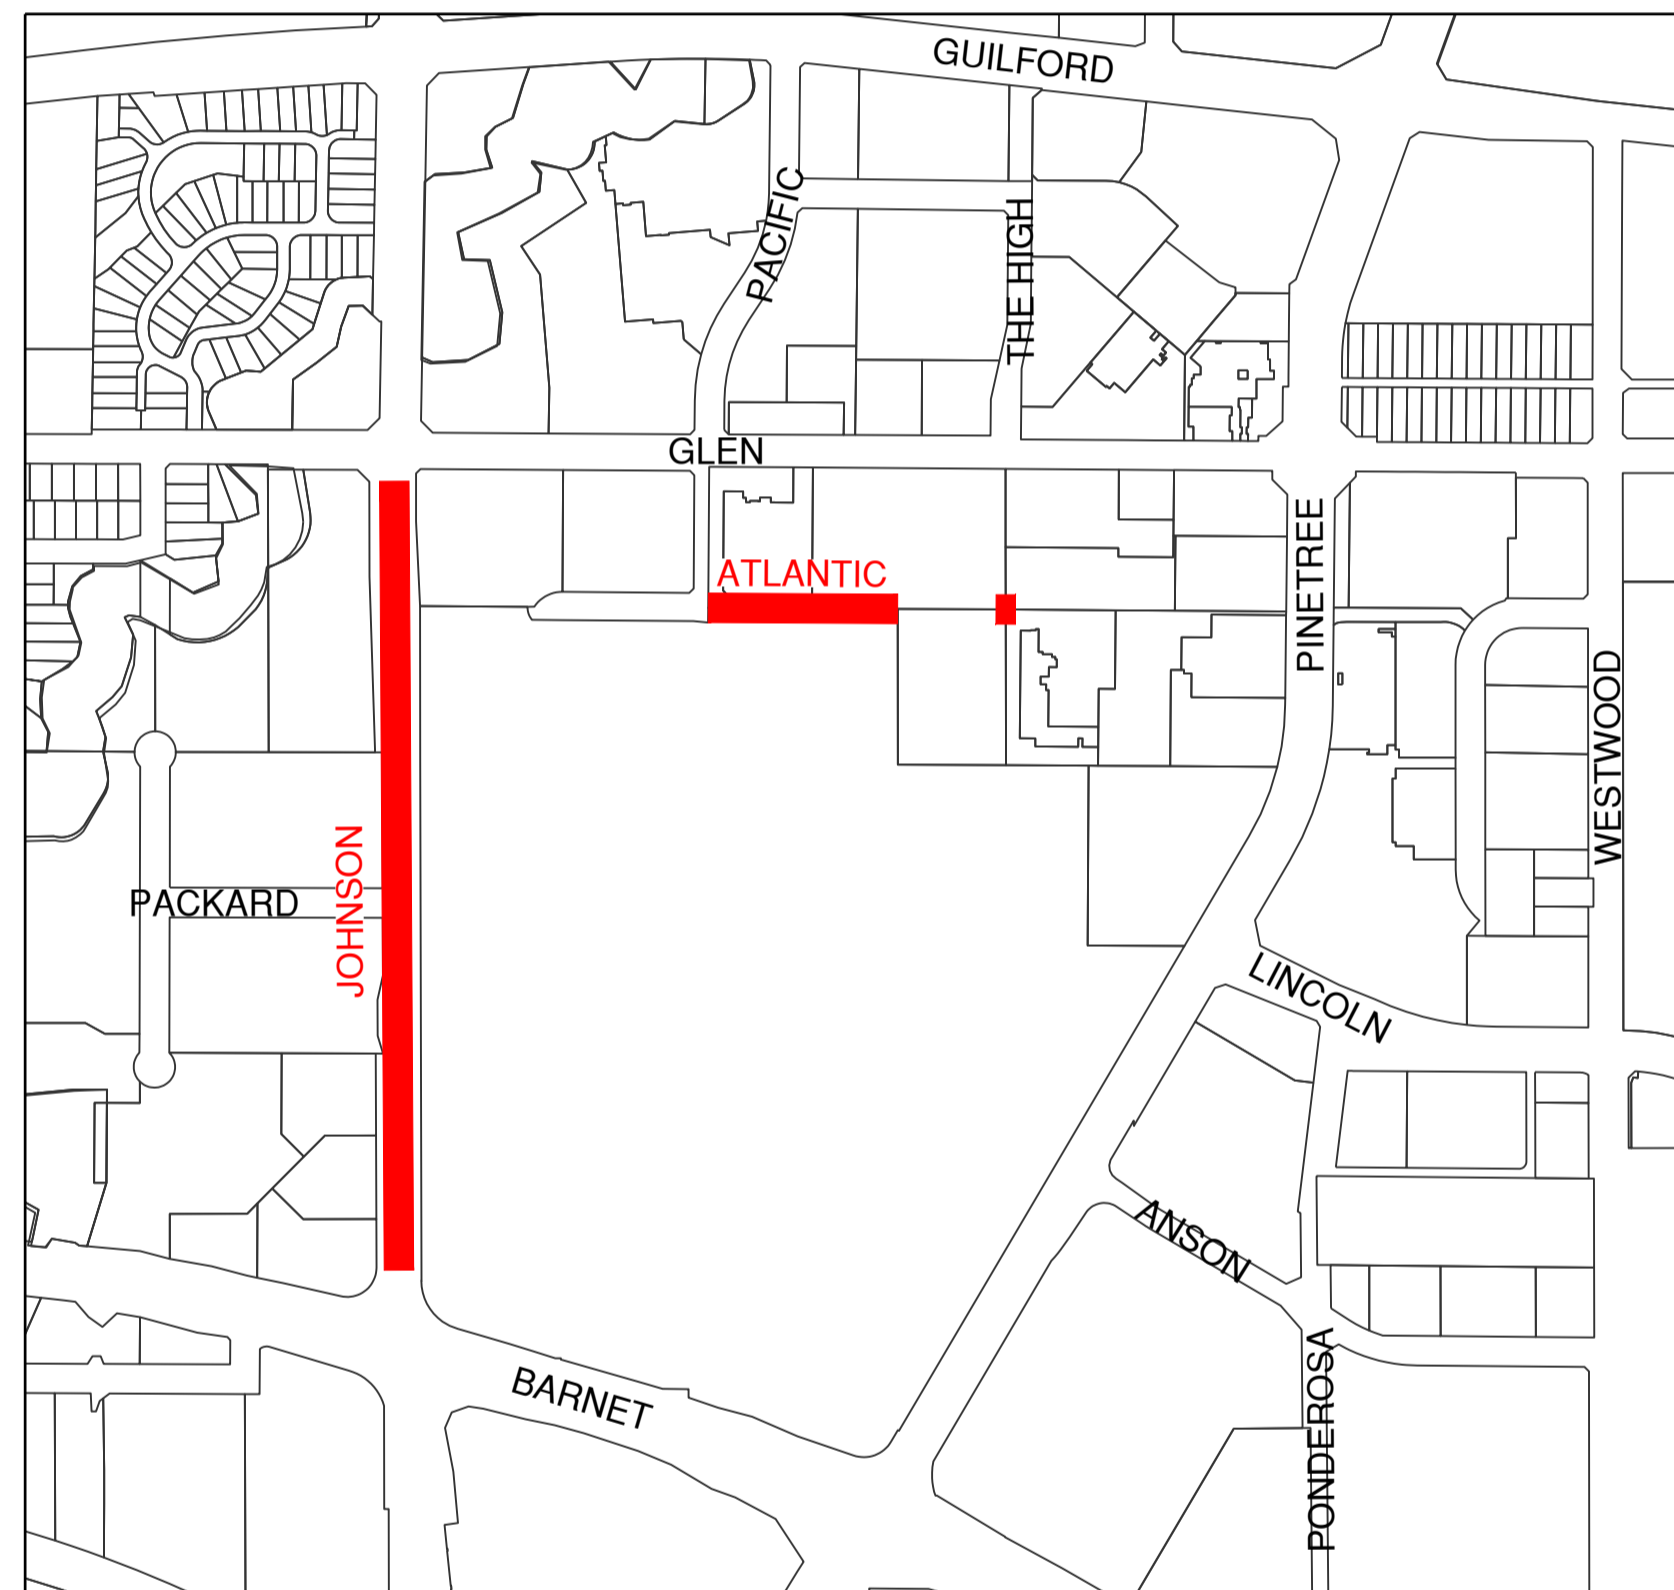 GUILFORD
PACIFIC
THE HIGH
GLEN
ATLANTIC
PINETREE
WESTWOOD
JOHNSON
PACKARD
LINCOLN
ANSON
BARNET
PONDEROSA